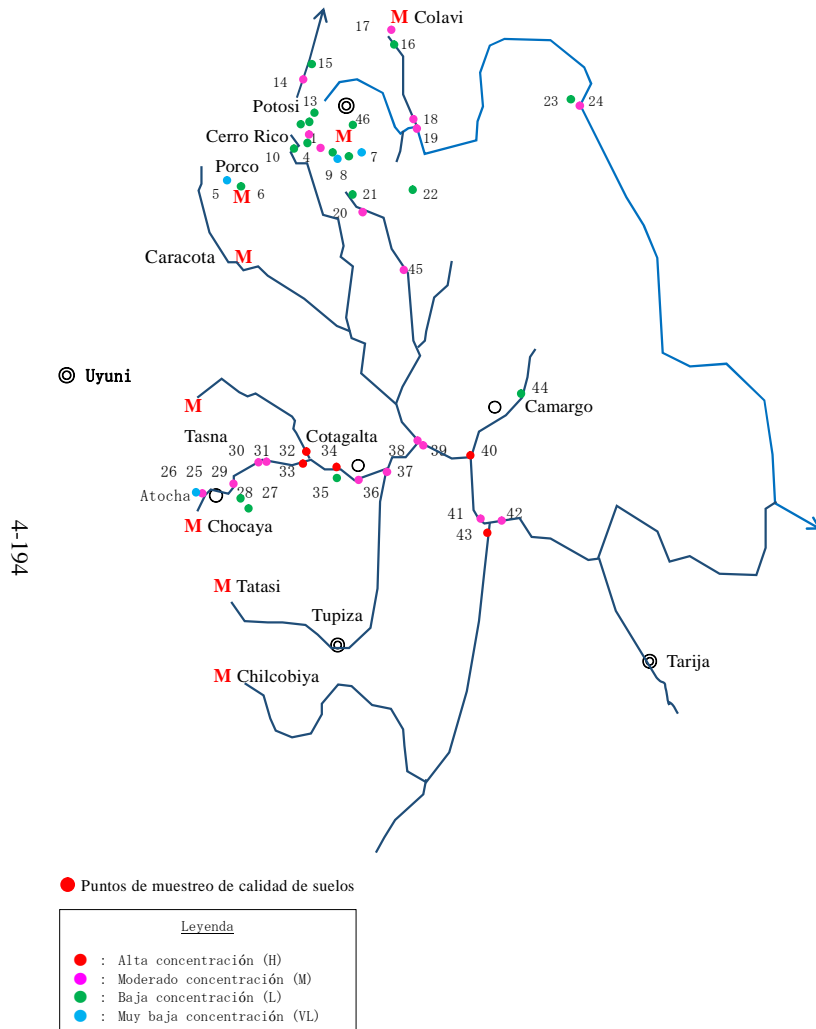 17 M Colavi
16
15
14
13
Potosi
46
23 24
18
Cerro Rico 1 M
19
10 4 9 8 7
Porco
5 M 6
21 22
20
Caracota M
45
Uyuni
M
44
Camargo
Tasna 32 Cotagalta
30 31 34 38 39 40
26 25 29 33 37
Atocha 28 27 35 36
M Chocaya
41 42
43
4-194
M Tatasi
Tupiza
Tarija
M Chilcobiya
Puntos de muestreo de calidad de suelos
Leyenda
: Alta concentración (H)
: Moderado concentración (M)
: Baja concentración (L)
: Muy baja concentración (VL)